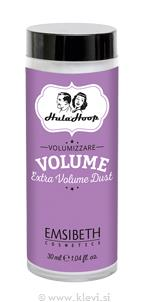 HulaHoop
VOLUMIZZARE
VOLUME
Extra Volume Dust
EMSIBETH
COSMETICS
30 ml e 1.04 fl. oz.
© www.klevi.si